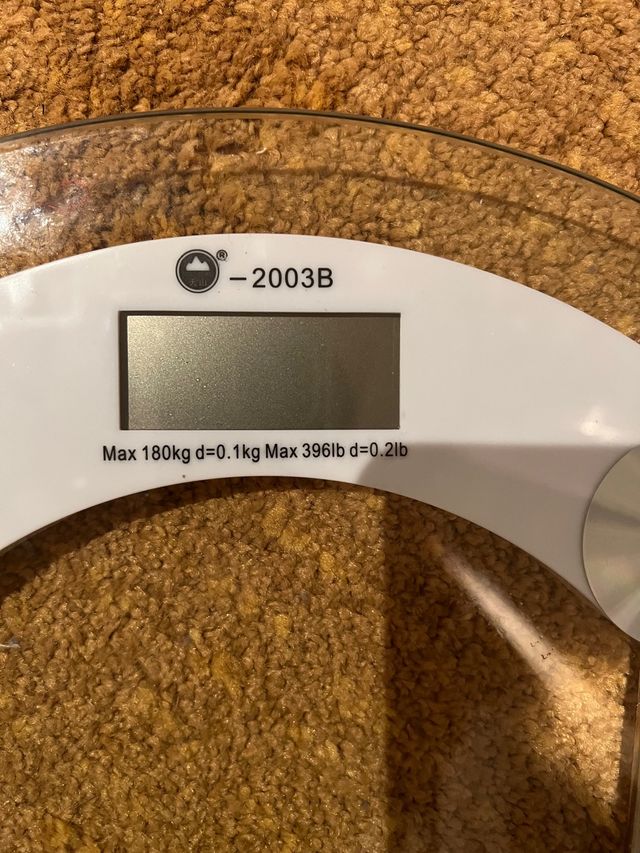 ® -2003B
Max 180kg d=0.1kg Max 396lb d=0.2lb